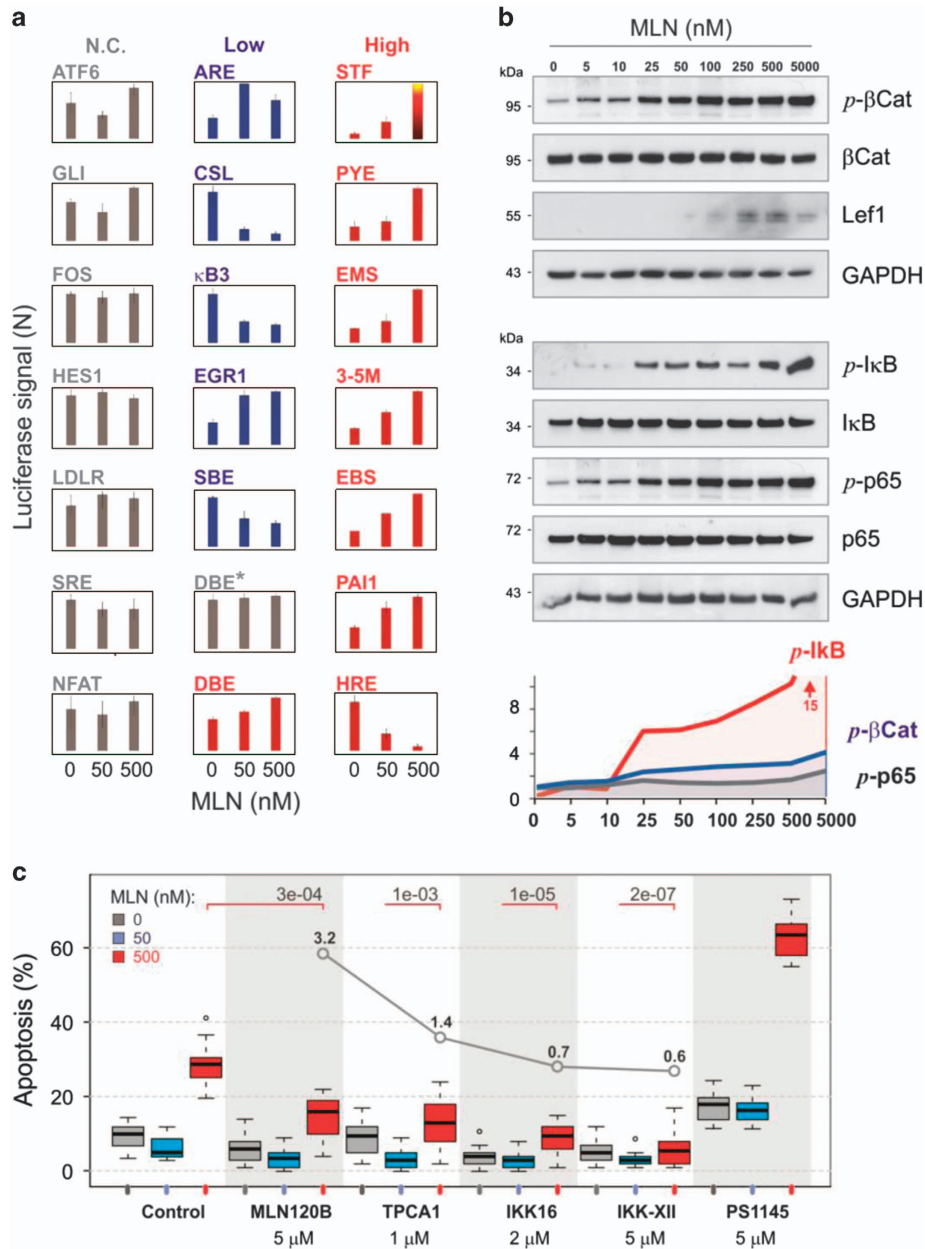 a
N.C.
Low
High
ATF6
ARE
STF
GLI
CSL
PYE
FOS
κB3
EMS
HES1
EGR1
3-5M
LDLR
SBE
EBS
SRE
DBE*
PAI1
NFAT
DBE
HRE
Luciferase signal (N)
0 50 500 0 50 500 0 50 500
MLN (nM)
b
MLN (nM)
0 5 10 25 50 100 250 500 5000
kDa
95 p-βCat
95 βCat
55 Lef1
43 GAPDH
kDa
34 p-IκB
34 IκB
72 p-p65
72 p65
43 GAPDH
p-IkB
15
8
p-βCat
4
p-p65
0
0 5 10 25 50 100 250 500 5000
c
MLN (nM):
0
50
500
3e-04 1e-03 1e-05 2e-07
3.2
1.4
0.7
0.6
Apoptosis (%)
60
40
20
0
Control MLN120B TPCA1 IKK16 IKK-XII PS1145
5 μM 1 μM 2 μM 5 μM 5 μM